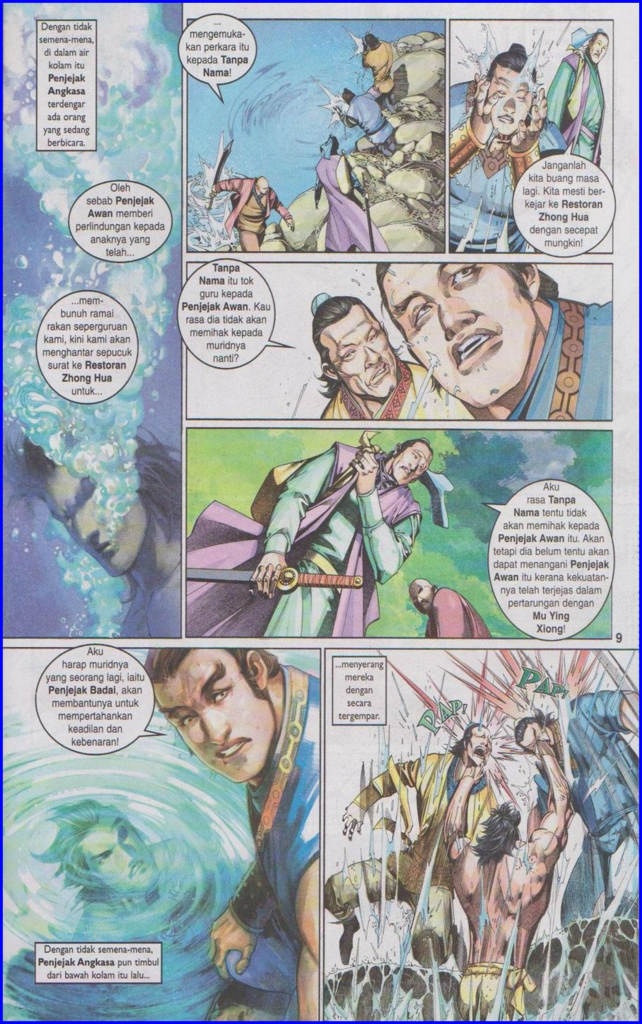 Dengan tidak
semena-mena,
di dalam air
kolam itu
Penjejak
Angkasa
terdengar
ada orang
yang sedang
berbicara.
Oleh
sebab Penjejak
Awan memberi
perlindungan kepada
anaknya yang
telah...
...mem-
bunuh ramai
rakan seperguruan
kami, kini kami akan
menghantar sepucuk
surat ke Restoran
Zhong Hua
untuk...
...
mengemuka-
kan perkara itu
kepada Tanpa
Nama!
Janganlah
kita buang masa
lagi. Kita mesti ber-
kejar ke Restoran
Zhong Hua
dengan secepat
mungkin!
Tanpa
Nama itu tok
guru kepada
Penjejak Awan. Kau
rasa dia tidak akan
memihak kepada
muridnya
nanti?
Aku
rasa Tanpa
Nama tentu tidak
akan memihak kepada
Penjejak Awan itu. Akan
tetapi dia belum tentu akan
dapat menangani Penjejak
Awan itu kerana kekuatan-
nya telah terjejas dalam
pertarungan dengan
Mu Ying
Xiong!
9
Aku
harap muridnya
yang seorang lagi, iaitu
Penjejak Badai, akan
membantunya untuk
mempertahankan
keadilan dan
kebenaran!
Dengan tidak semena-mena,
Penjejak Angkasa pun timbul
dari bawah kolam itu lalu...
...menyerang
mereka
dengan
secara
tergempar.
PAP!
PAP!